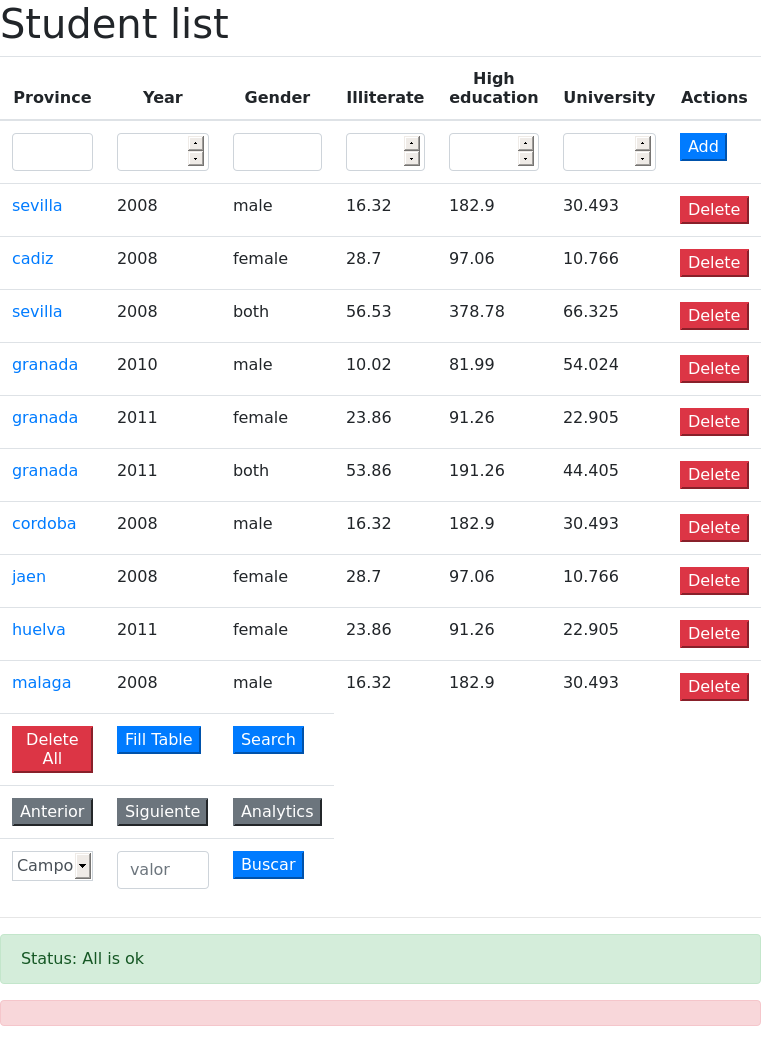 Student list
Province Year Gender Illiterate High education University Actions
Add
sevilla 2008 male 16.32 182.9 30.493 Delete
cadiz 2008 female 28.7 97.06 10.766 Delete
sevilla 2008 both 56.53 378.78 66.325 Delete
granada 2010 male 10.02 81.99 54.024 Delete
granada 2011 female 23.86 91.26 22.905 Delete
granada 2011 both 53.86 191.26 44.405 Delete
cordoba 2008 male 16.32 182.9 30.493 Delete
jaen 2008 female 28.7 97.06 10.766 Delete
huelva 2011 female 23.86 91.26 22.905 Delete
malaga 2008 male 16.32 182.9 30.493 Delete
Delete All Fill Table Search
Anterior Siguiente Analytics
Campo valor Buscar
Status: All is ok